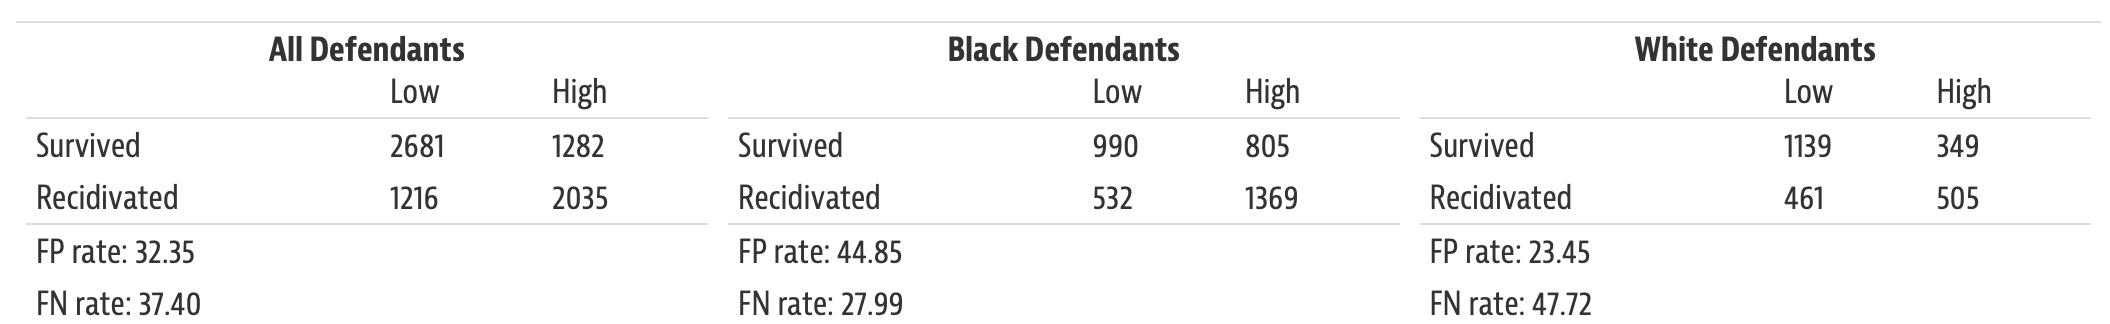 All Defendants
Low High
Survived 2681 1282
Recidivated 1216 2035
FP rate: 32.35
FN rate: 37.40
Black Defendants
Low High
Survived 990 805
Recidivated 532 1369
FP rate: 44.85
FN rate: 27.99
White Defendants
Low High
Survived 1139 349
Recidivated 461 505
FP rate: 23.45
FN rate: 47.72